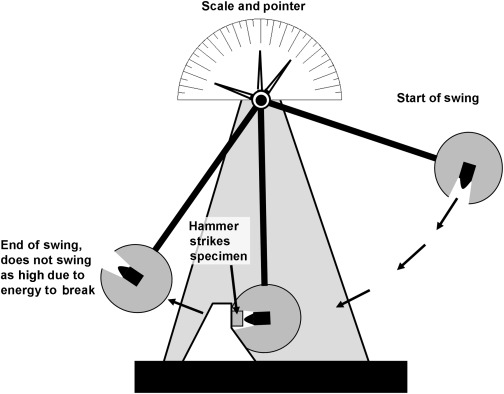 Scale and pointer
Start of swing
Hammer
strikes
specimen
End of swing,
does not swing
as high due to
energy to break